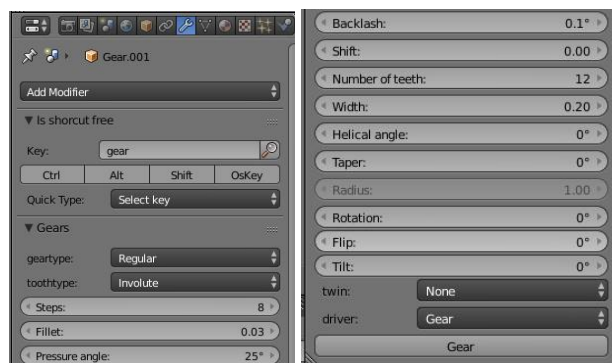 Gear.001
Add Modifier
Is shorcut free
Key: gear
Ctrl Alt Shift OsKey
Quick Type: Select key
Gears
geartype: Regular
toothtype: Involute
Steps: 8
Fillet: 0.03
Pressure angle: 25°
Backlash: 0.1°
Shift: 0.00
Number of teeth: 12
Width: 0.20
Helical angle: 0°
Taper: 0°
Radius: 1.00
Rotation: 0°
Flip: 0°
Tilt: 0°
twin: None
driver: Gear
Gear